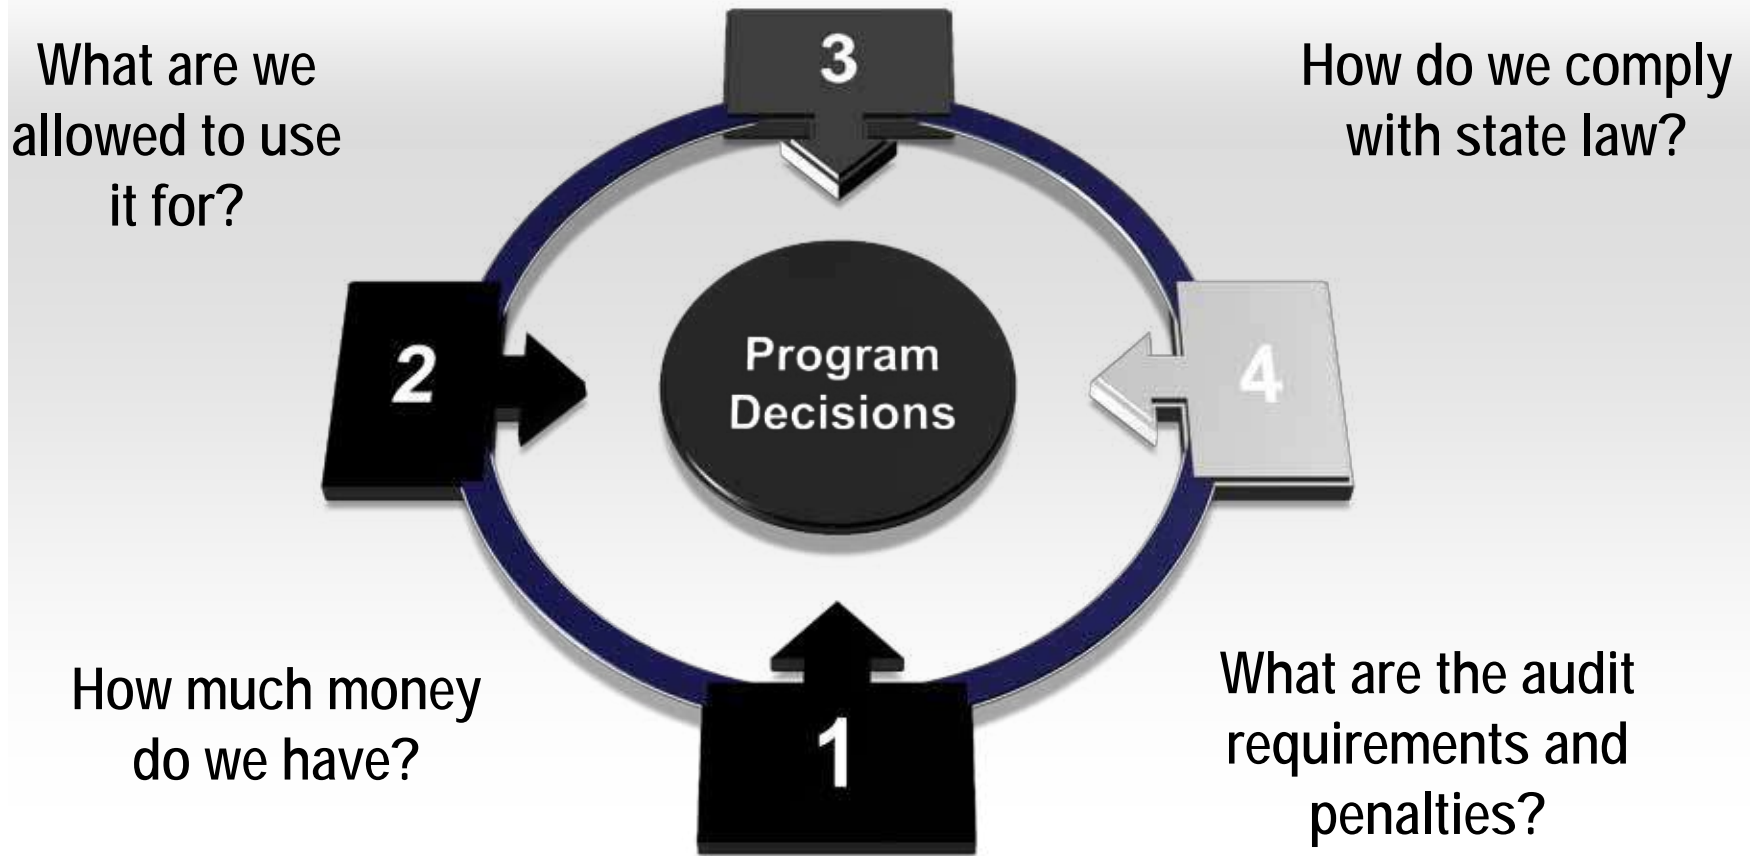 What are we
allowed to use
it for?
3
How do we comply
with state law?
2
Program
Decisions
4
How much money
do we have?
1
What are the audit
requirements and
penalties?